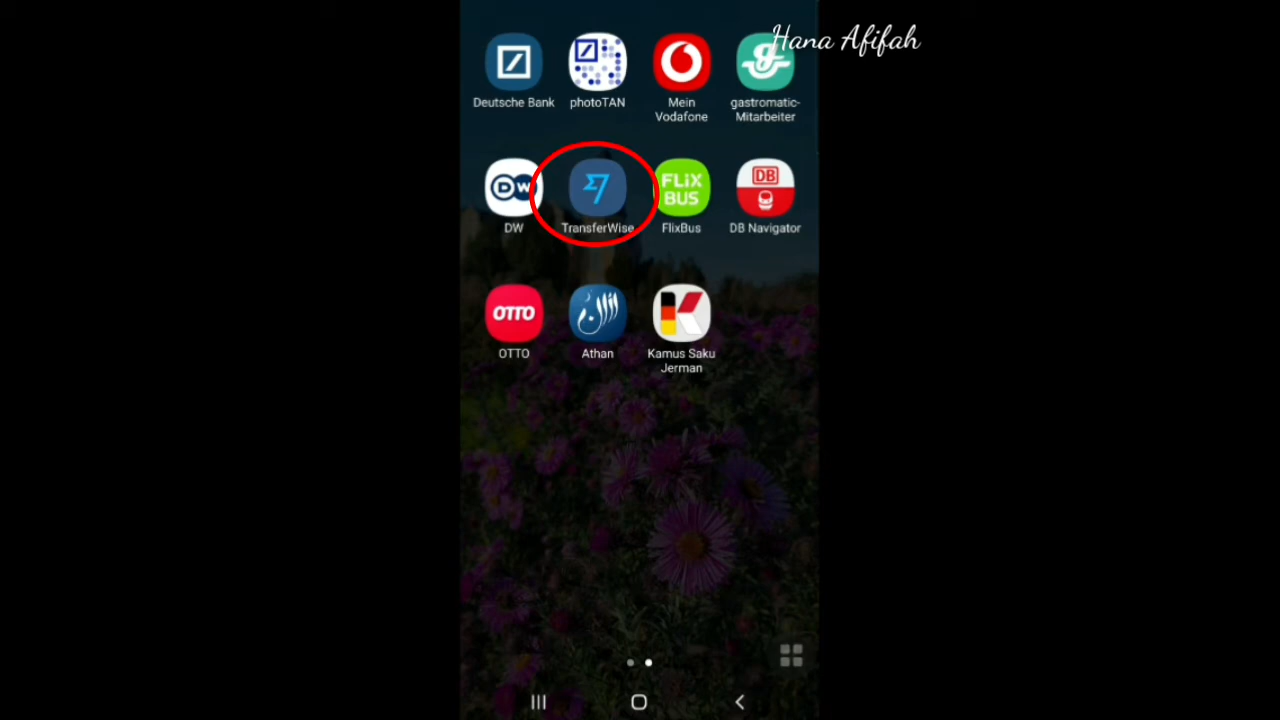 Hana Afifah
Deutsche Bank
photoTAN
Mein
Vodafone
gastromatic-
Mitarbeiter
DW
FLiX
BUS
DB
DW
TransferWise
FlixBus
DB Navigator
OTTO
OTTO
Athan
Kamus Saku
Jerman